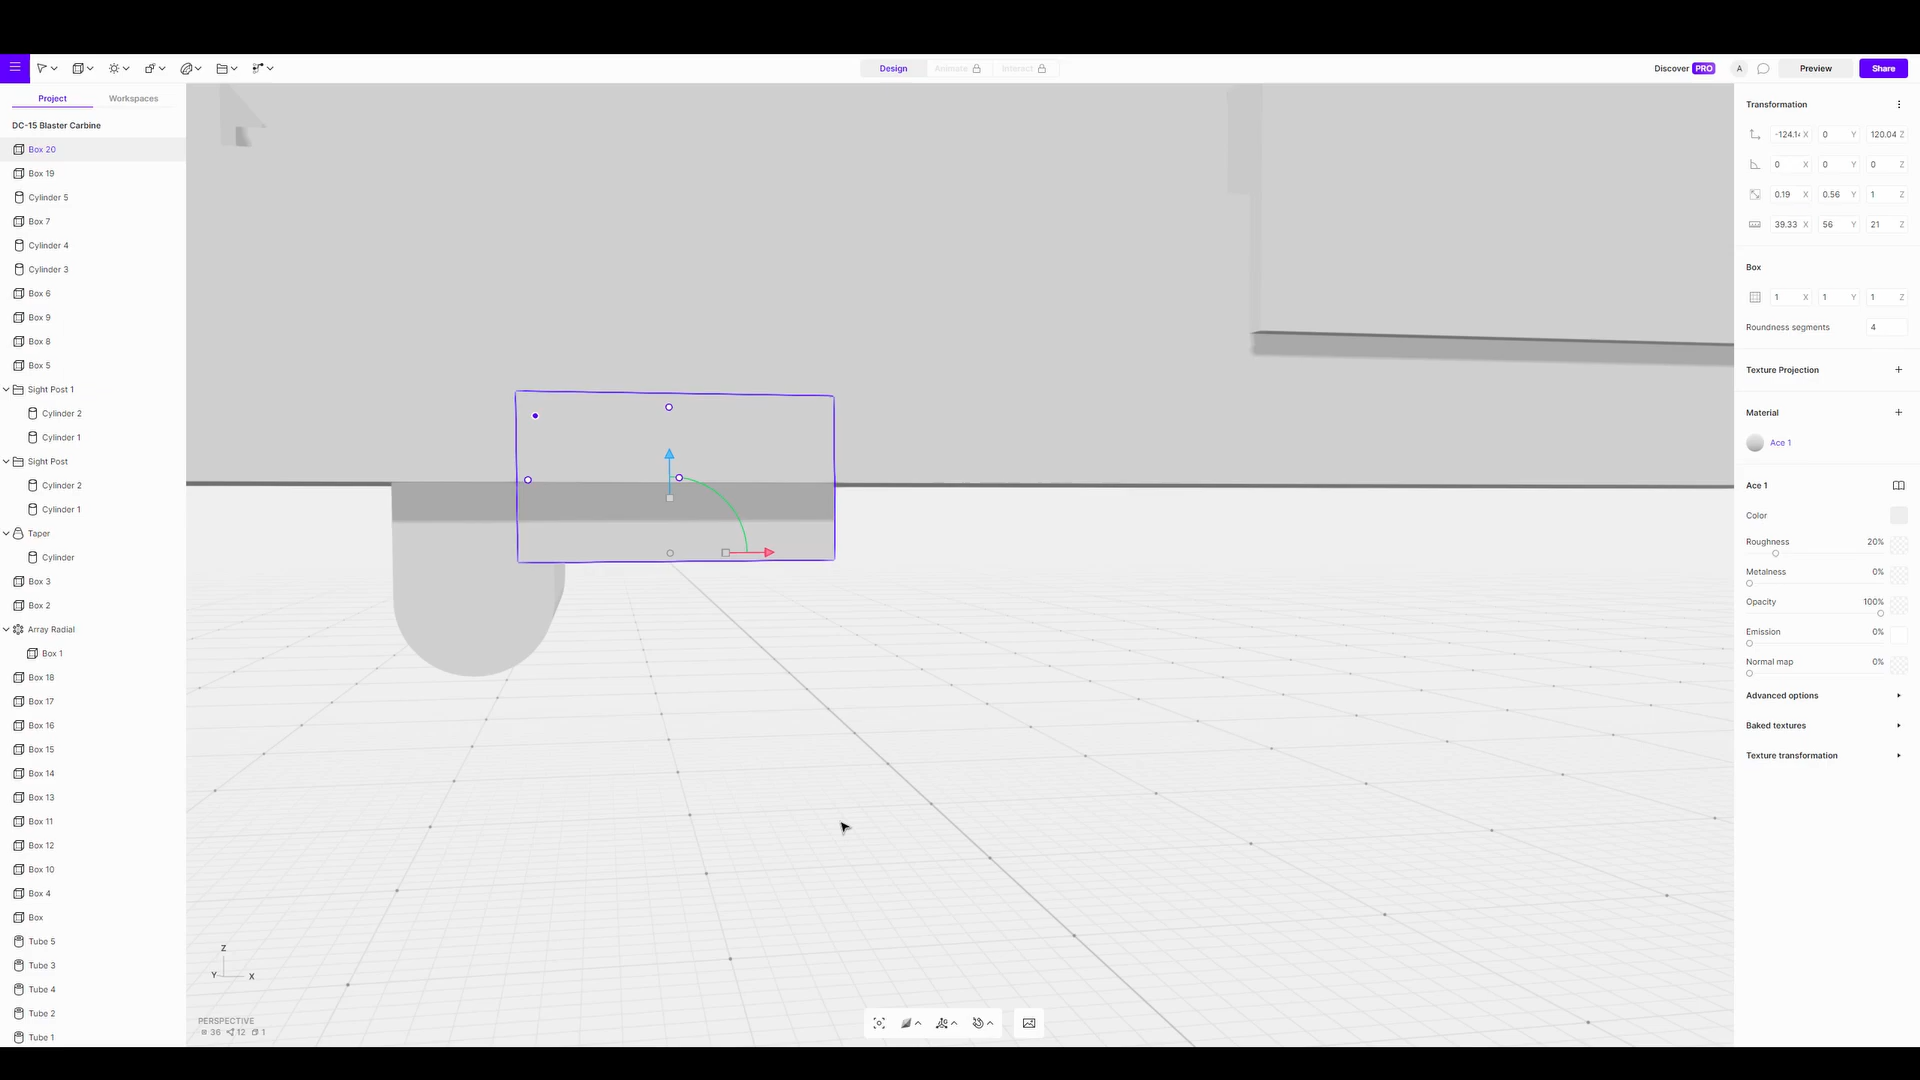 Design Animate Interact Discover PRO A Preview Share
Project Workspaces
DC-15 Blaster Carbine
Box 20
Box 19
Cylinder 5
Box 7
Cylinder 4
Cylinder 3
Box 6
Box 9
Box 8
Box 5
Sight Post 1
Cylinder 2
Cylinder 1
Sight Post
Cylinder 2
Cylinder 1
Taper
Cylinder
Box 3
Box 2
Array Radial
Box 1
Box 18
Box 17
Box 16
Box 15
Box 14
Box 13
Box 11
Box 12
Box 10
Box 4
Box
Tube 5
Tube 3
Tube 4
Tube 2
Tube 1
Z
Y X
PERSPECTIVE
36 12 1
Transformation
-124.14 X 0 Y 120.04 Z
0 X 0 Y 0 Z
0.19 X 0.56 Y 1 Z
39.33 X 56 Y 21 Z
Box
1 X 1 Y 1 Z
Roundness segments 4
Texture Projection
Material
Ace 1
Ace 1
Color
Roughness 20%
Metalness 0%
Opacity 100%
Emission 0%
Normal map 0%
Advanced options
Baked textures
Texture transformation